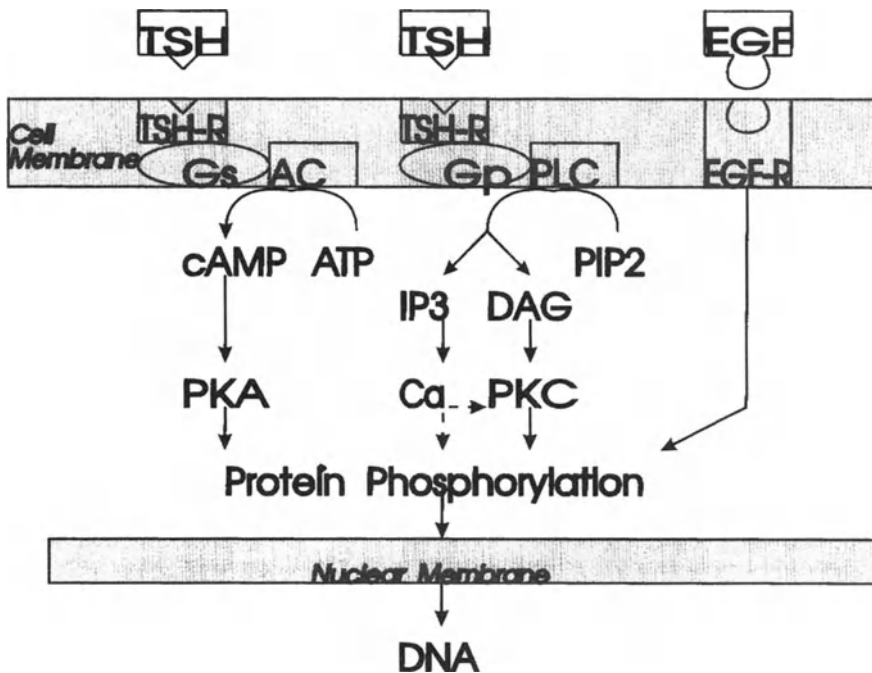 TSH TSH EGF
Cell
Membrane
TSH-R TSH-R
Gs AC Gp PLC EGF-R
cAMP ATP PIP2
IP3 DAG
PKA Ca PKC
Protein Phosphorylation
Nuclear Membrane
DNA